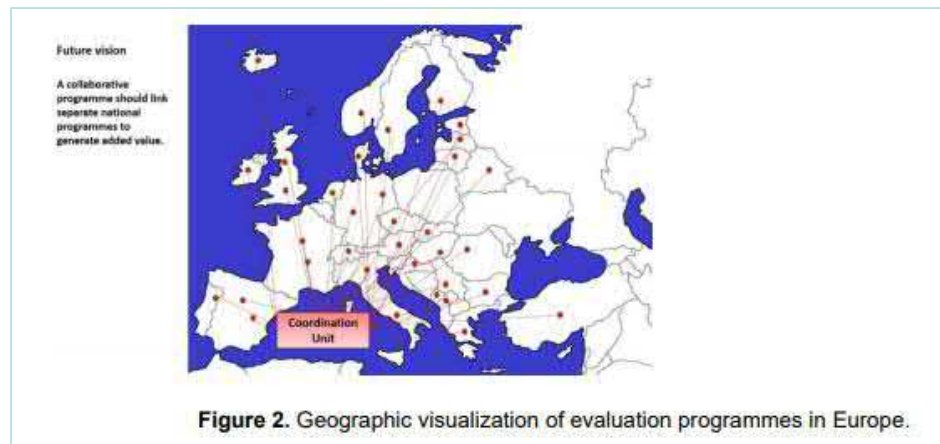 Future vision
A collaborative
programme should link
separate national
programmes to
generate added value.
Coordination
Unit
Figure 2. Geographic visualization of evaluation programmes in Europe.